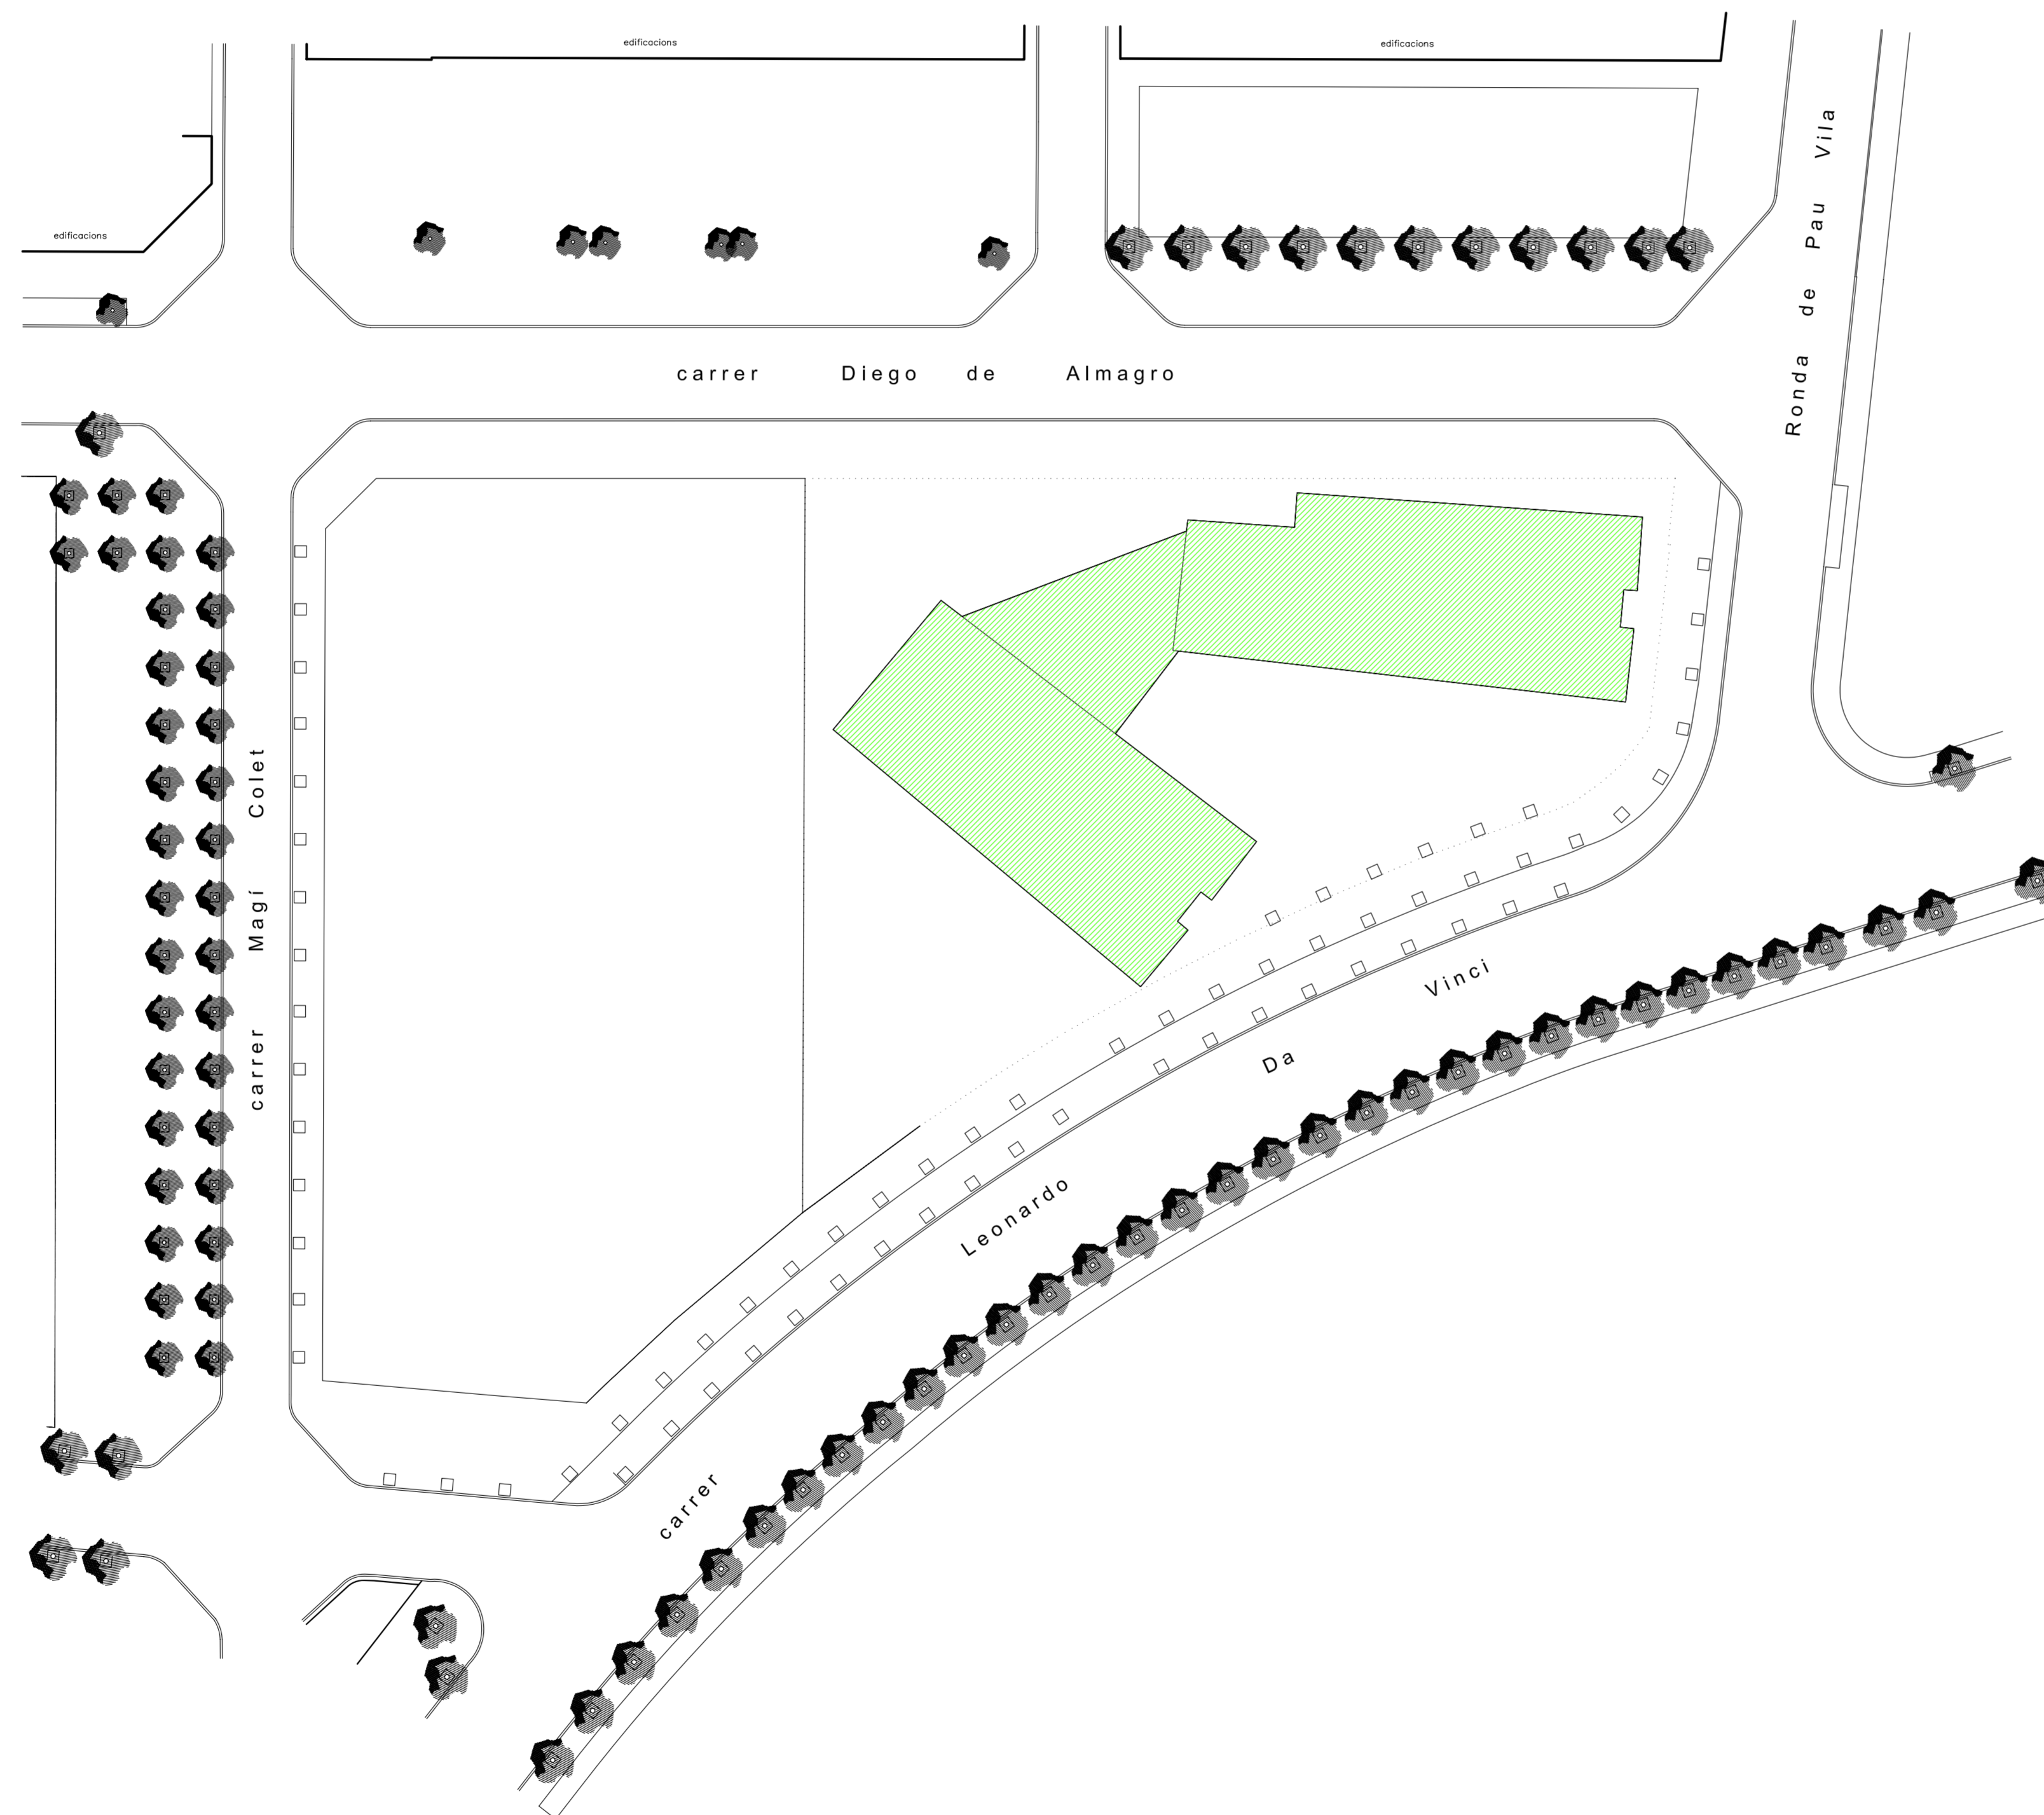 edificacions
edificacions
edificacions
Ronda de Pau Vila
carrer Diego de Almagro
carrer Magí Colet
carrer Leonardo Da Vinci